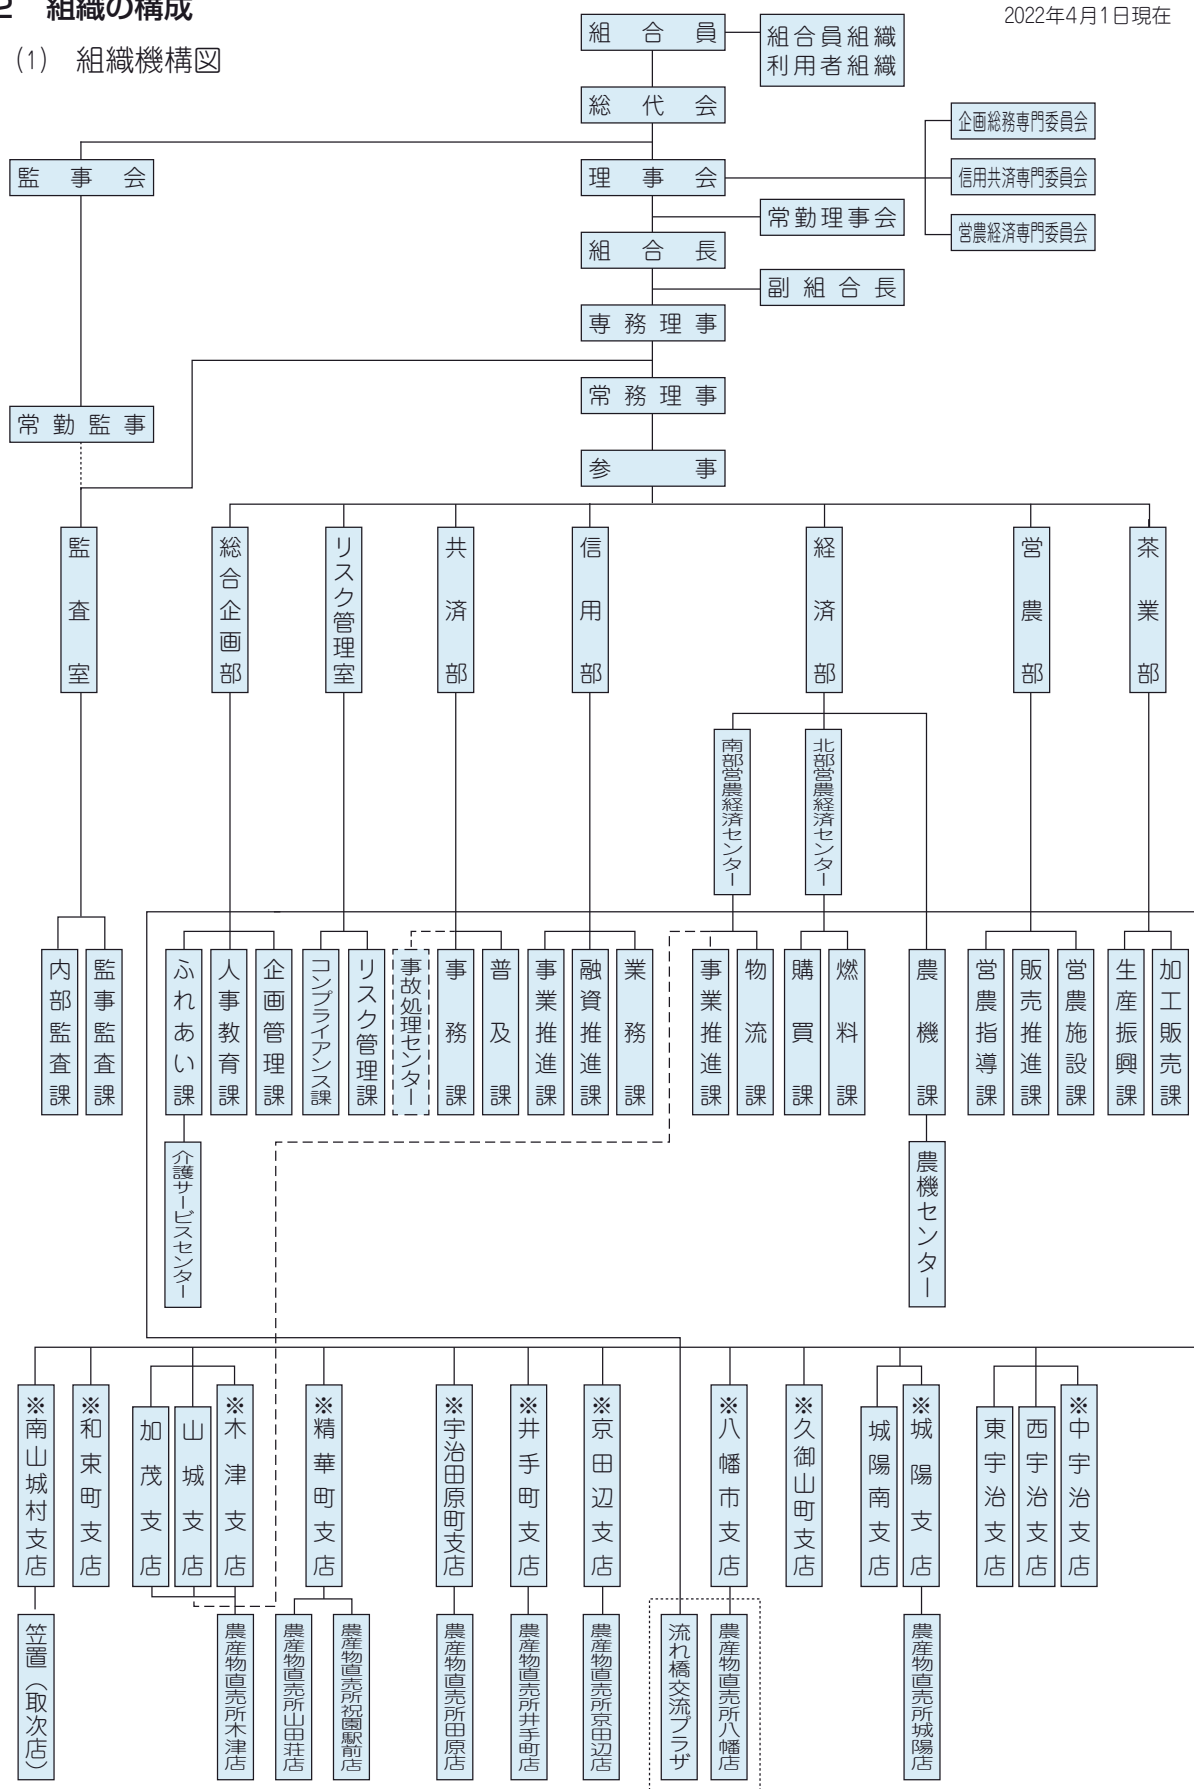 2 組織の構成
2022年4月1日現在
(1) 組織機構図
組合員
組合員組織
利用者組織
総代会
企画総務専門委員会
監事会
理事会
信用共済専門委員会
常勤理事会
営農経済専門委員会
組合長
副組合長
専務理事
常務理事
常勤監事
参事
監査室
総合企画部
リスク管理室
共済部
信用部
経済部
営農部
茶業部
南部営農経済センター
北部営農経済センター
内部監査課
監事監査課
ふれあい課
人事教育課
企画管理課
コンプライアンス課
リスク管理課
事故処理センター
事務課
普及課
事業推進課
融資推進課
業務課
事業推進課
物流課
購買課
燃料課
農機課
営農指導課
販売推進課
営農施設課
生産振興課
加工販売課
介護サービスセンター
農機センター
※南山城村支店
※和束町支店
加茂支店
山城支店
※木津支店
※精華町支店
※宇治田原町支店
※井手町支店
※京田辺支店
※八幡市支店
※久御山町支店
城陽南支店
※城陽支店
東宇治支店
西宇治支店
※中宇治支店
笠置（取次店）
農産物直売所木津店
農産物直売所山田荘店
農産物直売所祝園駅前店
農産物直売所田原店
農産物直売所井手町店
農産物直売所京田辺店
流れ橋交流プラザ
農産物直売所八幡店
農産物直売所城陽店